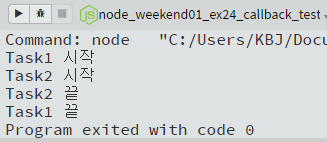 node_weekend01_ex24_callback_test
Command: node "C:/Users/KBJ/Docu
Task1 시작
Task2 시작
Task2 끝
Task1 끝
Program exited with code 0